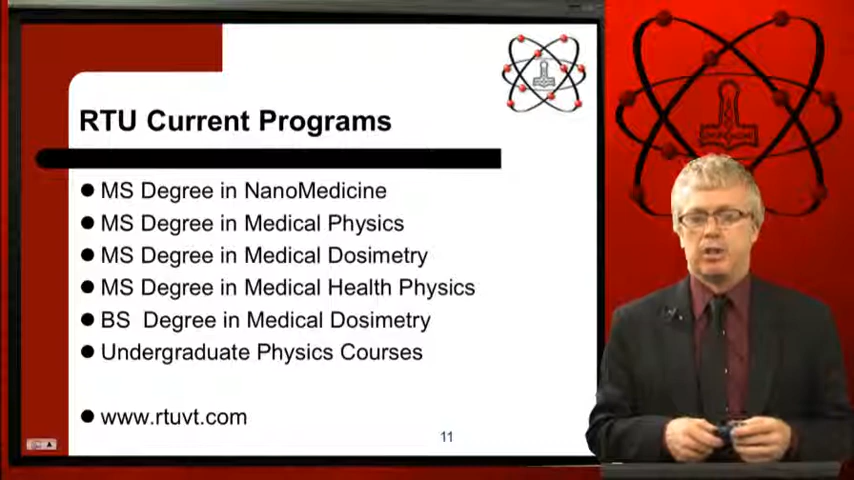 RTU Current Programs
● MS Degree in NanoMedicine
● MS Degree in Medical Physics
● MS Degree in Medical Dosimetry
● MS Degree in Medical Health Physics
● BS  Degree in Medical Dosimetry
● Undergraduate Physics Courses
● www.rtuvt.com
11